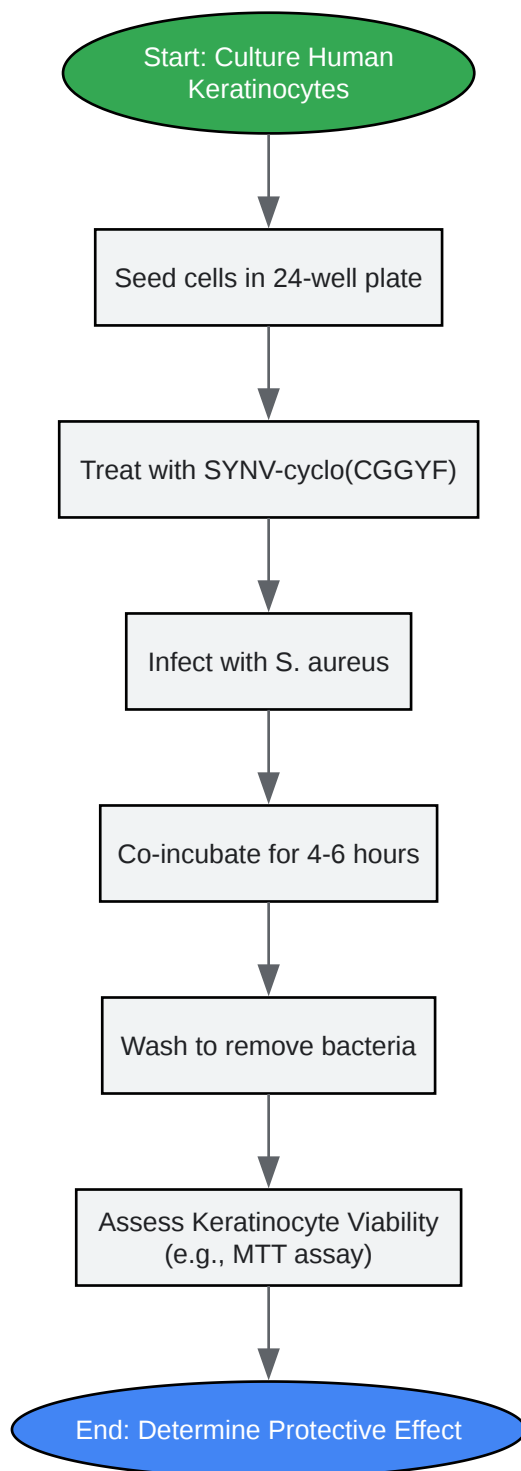 Start: Culture Human
Keratinocytes
Seed cells in 24-well plate
Treat with SYNV-cyclo(CGGYF)
Infect with S. aureus
Co-incubate for 4-6 hours
Wash to remove bacteria
Assess Keratinocyte Viability
(e.g., MTT assay)
End: Determine Protective Effect